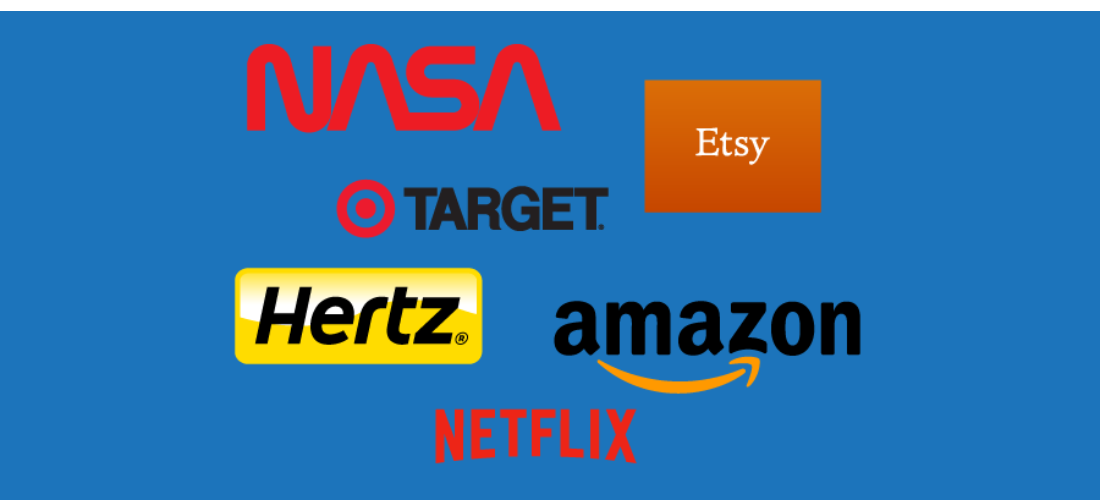 NASA
Etsy
TARGET.
Hertz.®
amazon
NETFLIX